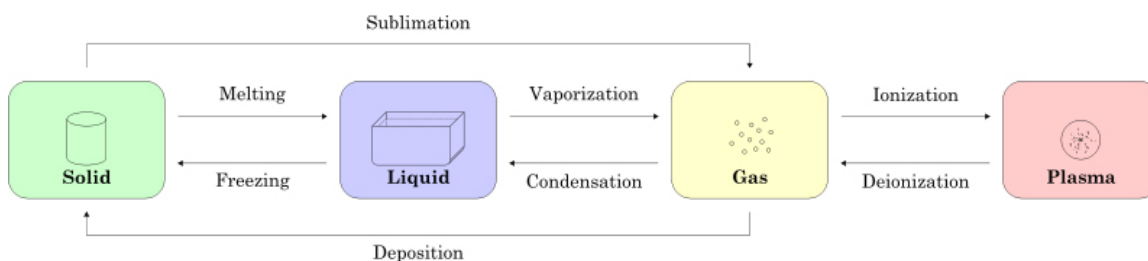 Sublimation
Melting
Vaporization
Ionization
Solid
Freezing
Liquid
Condensation
Gas
Deionization
Plasma
Deposition